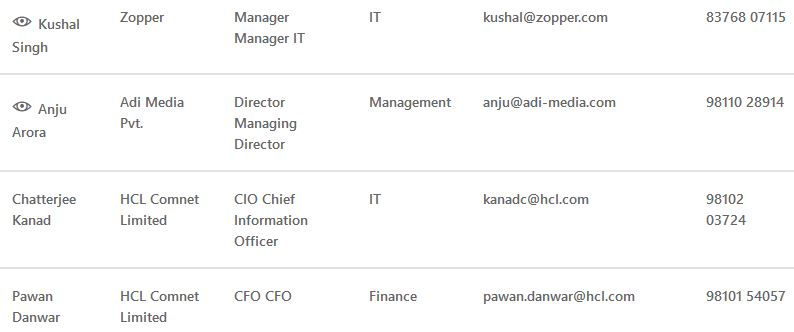 Kushal Singh Zopper Manager Manager IT IT kushal@zopper.com 83768 07115
Anju Arora Adi Media Pvt. Director Managing Director Management anju@adi-media.com 98110 28914
Chatterjee Kanad HCL Comnet Limited CIO Chief Information Officer IT kanadc@hcl.com 98102 03724
Pawan Danwar HCL Comnet Limited CFO CFO Finance pawan.danwar@hcl.com 98101 54057